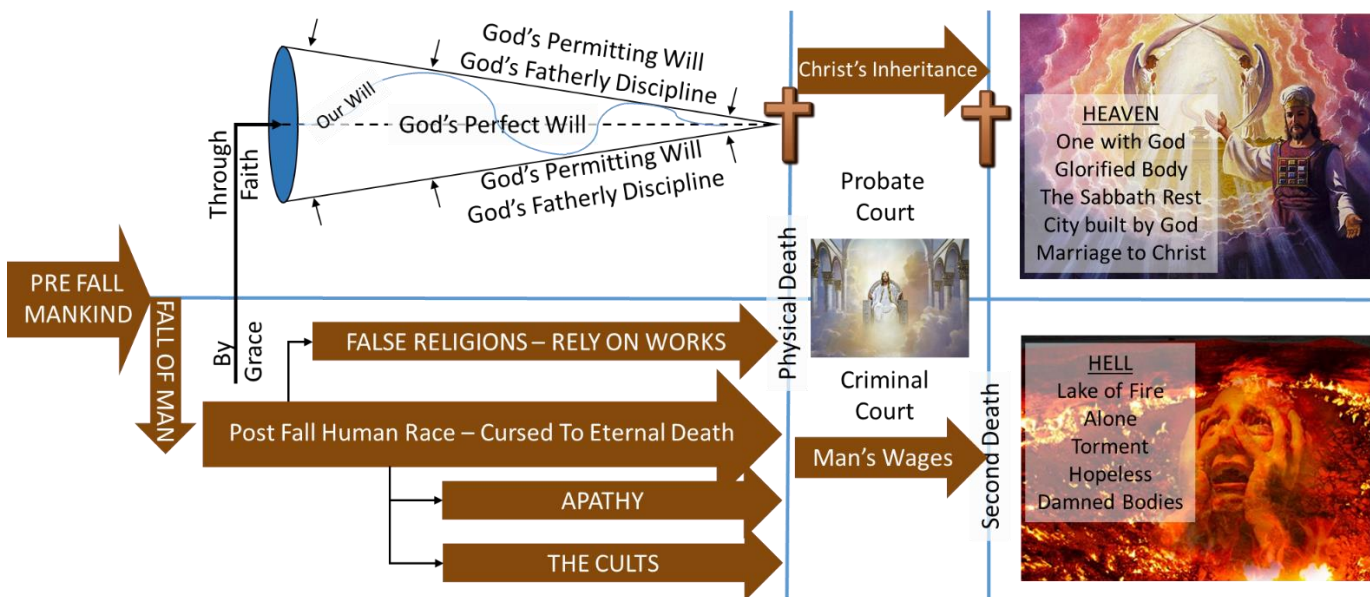 God's Permitting Will
God's Fatherly Discipline
Our Will
God's Perfect Will
God's Permitting Will
God's Fatherly Discipline
Through
Faith
By
Grace
PRE FALL
MANKIND
FALL OF MAN
FALSE RELIGIONS – RELY ON WORKS
Post Fall Human Race – Cursed To Eternal Death
APATHY
THE CULTS
Physical Death
Christ's Inheritance
Probate
Court
Criminal
Court
Man's Wages
Second Death
HEAVEN
One with God
Glorified Body
The Sabbath Rest
City built by God
Marriage to Christ
HELL
Lake of Fire
Alone
Torment
Hopeless
Damned Bodies